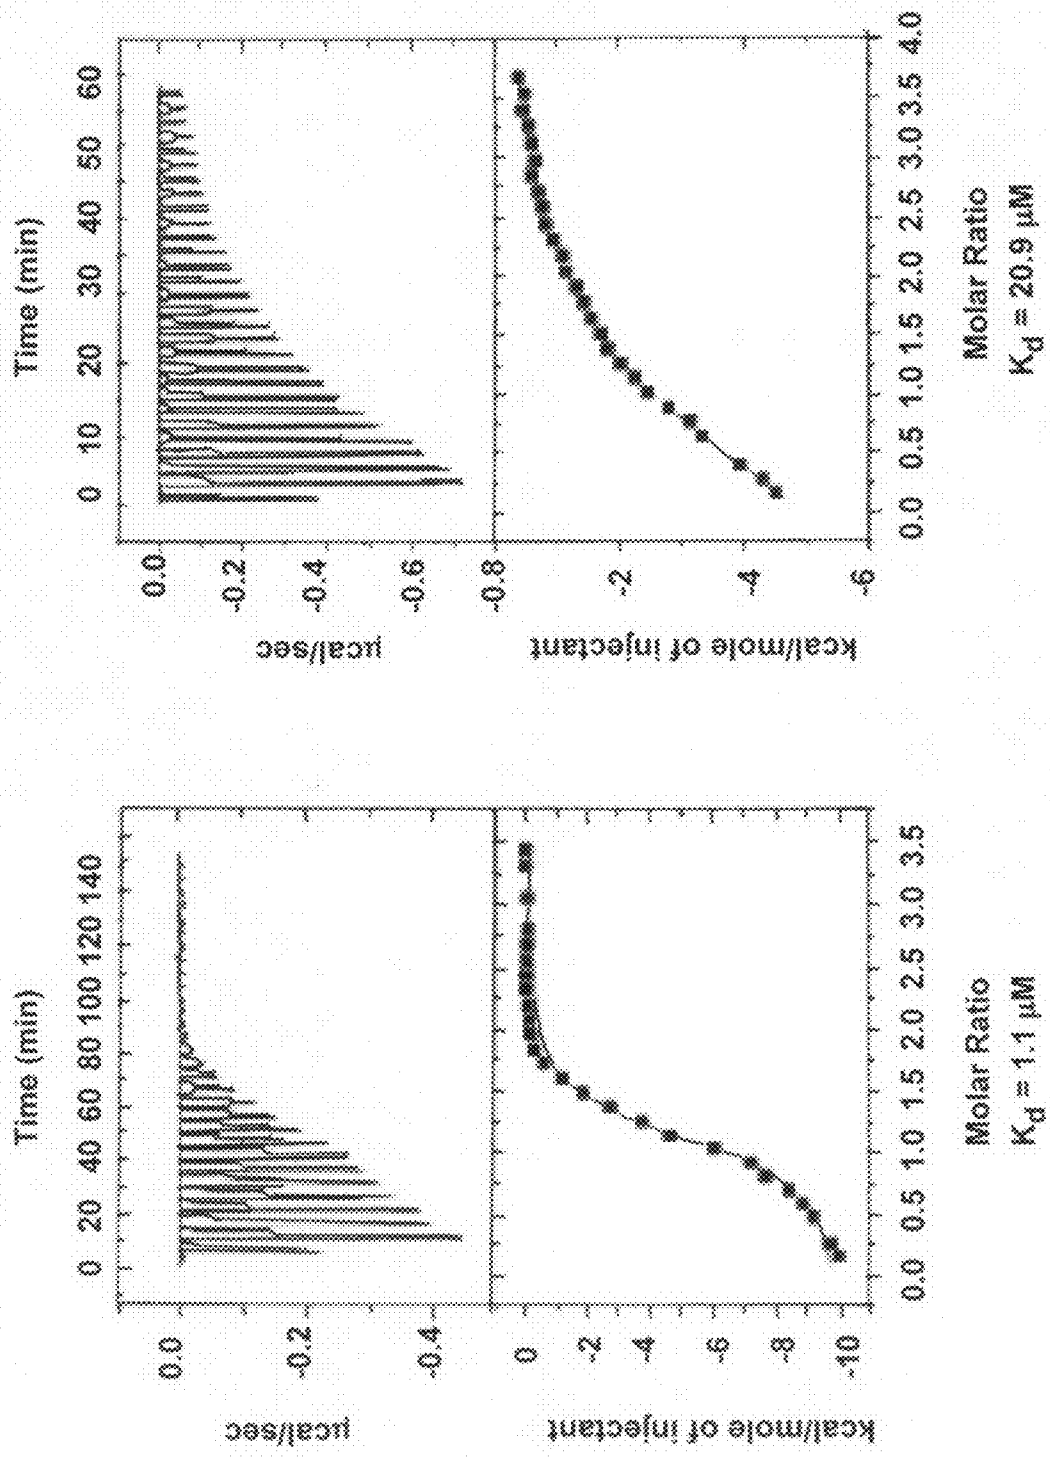 Time (min)
0 20 40 60 80 100 120 140
0.0
-0.2
-0.4
µcal/sec
0
-2
-4
-6
-8
-10
kcal/mole of injectant
0.0 0.5 1.0 1.5 2.0 2.5 3.0 3.5
Molar Ratio
Kd = 1.1 µM
Time (min)
0 10 20 30 40 50 60
0.0
-0.2
-0.4
-0.6
-0.8
µcal/sec
-2
-4
-6
kcal/mole of injectant
0.0 0.5 1.0 1.5 2.0 2.5 3.0 3.5 4.0
Molar Ratio
Kd = 20.9 µM